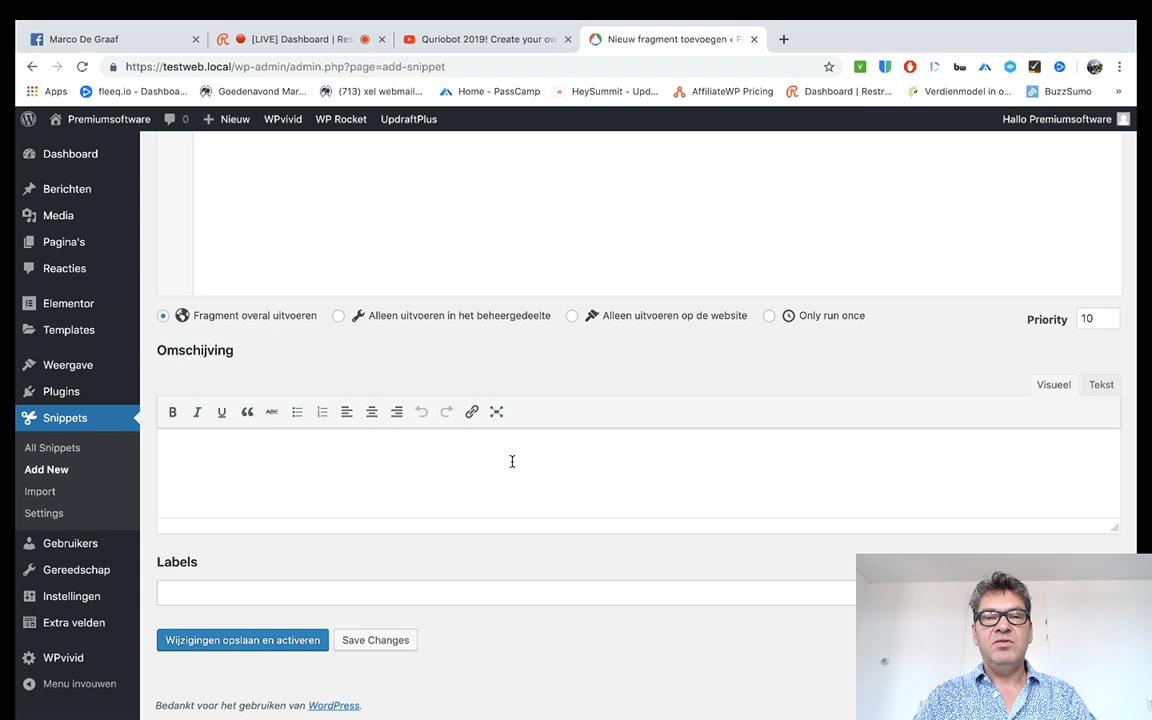 Marco De Graaf
[LIVE] Dashboard | Res
Quriobot 2019! Create your ow
Nieuw fragment toevoegen ‹ P
https://testweb.local/wp-admin/admin.php?page=add-snippet
Apps
fleeq.io - Dashboa...
Goedenavond Mar...
(713) xel webmail...
Home - PassCamp
HeySummit - Upd...
AffiliateWP Pricing
Dashboard | Restr...
Verdienmodel in o...
BuzzSumo
»
Premiumsoftware
0
Nieuw
WPvivid
WP Rocket
UpdraftPlus
Hallo Premiumsoftware
Dashboard
Berichten
Media
Pagina's
Reacties
Elementor
Templates
Weergave
Plugins
Snippets
All Snippets
Add New
Import
Settings
Gebruikers
Gereedschap
Instellingen
Extra velden
WPvivid
Menu invouwen
Fragment overal uitvoeren
Alleen uitvoeren in het beheergedeelte
Alleen uitvoeren op de website
Only run once
Priority
10
Omschijving
Visueel
Tekst
B I U ABC
Labels
Wijzigingen opslaan en activeren
Save Changes
Bedankt voor het gebruiken van WordPress.